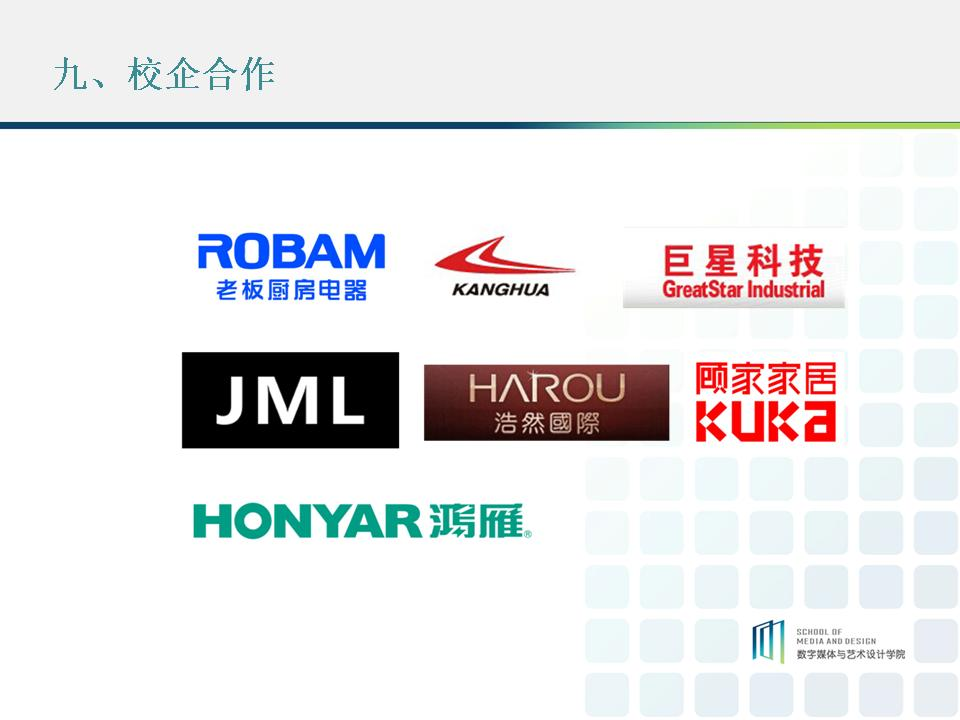 九、校企合作
ROBAM
老板厨房电器
KANGHUA
巨星科技
GreatStar Industrial
JML
HAROU
浩然國際
顾家家居
KUKa
HONYAR 鴻雁®
SCHOOL OF
MEDIA AND DESIGN
数字媒体与艺术设计学院